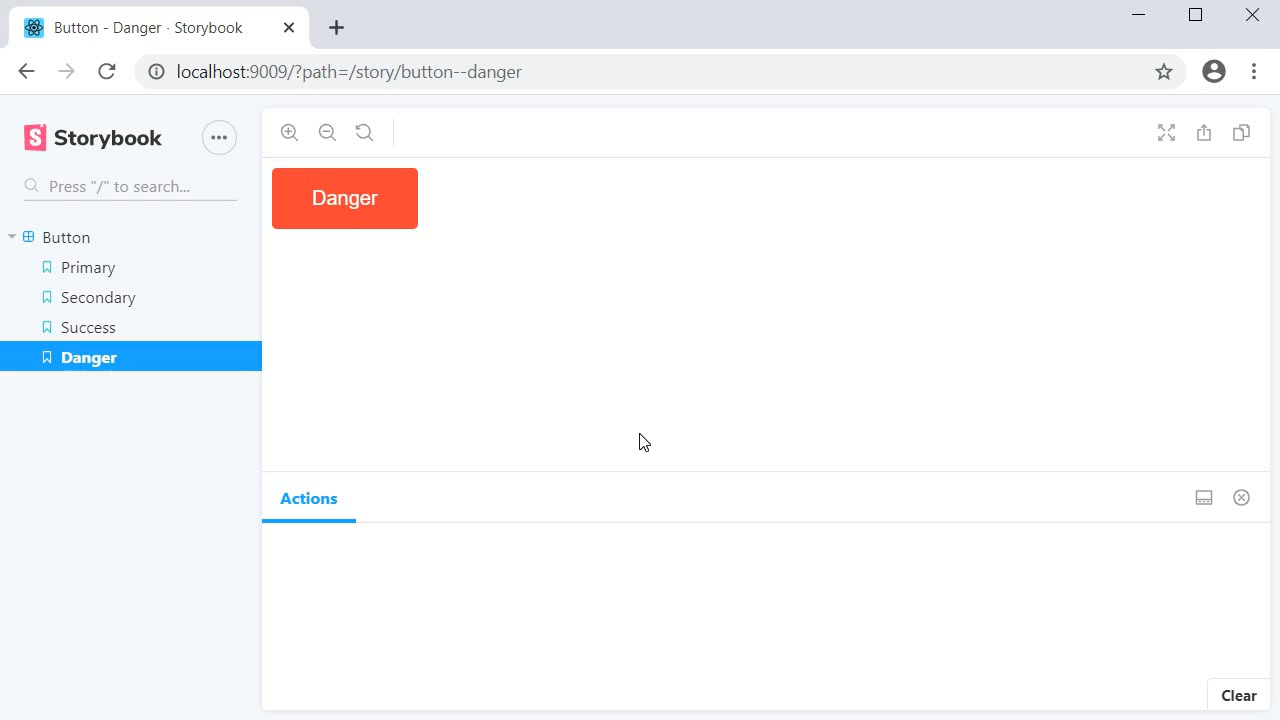 Button - Danger · Storybook
localhost:9009/?path=/story/button--danger
Storybook
Press "/" to search...
Button
Primary
Secondary
Success
Danger
Danger
Actions
Clear